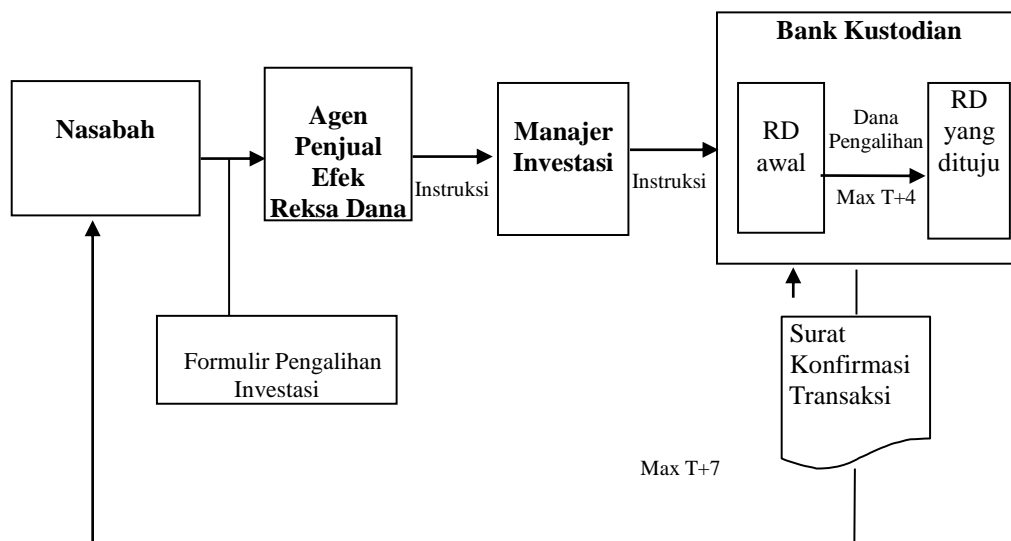 Bank Kustodian
Nasabah
Agen
Penjual
Efek
Reksa Dana
Instruksi
Manajer
Investasi
Instruksi
RD
awal
Dana
Pengalihan
Max T+4
RD
yang
dituju
Formulir Pengalihan
Investasi
Surat
Konfirmasi
Transaksi
Max T+7